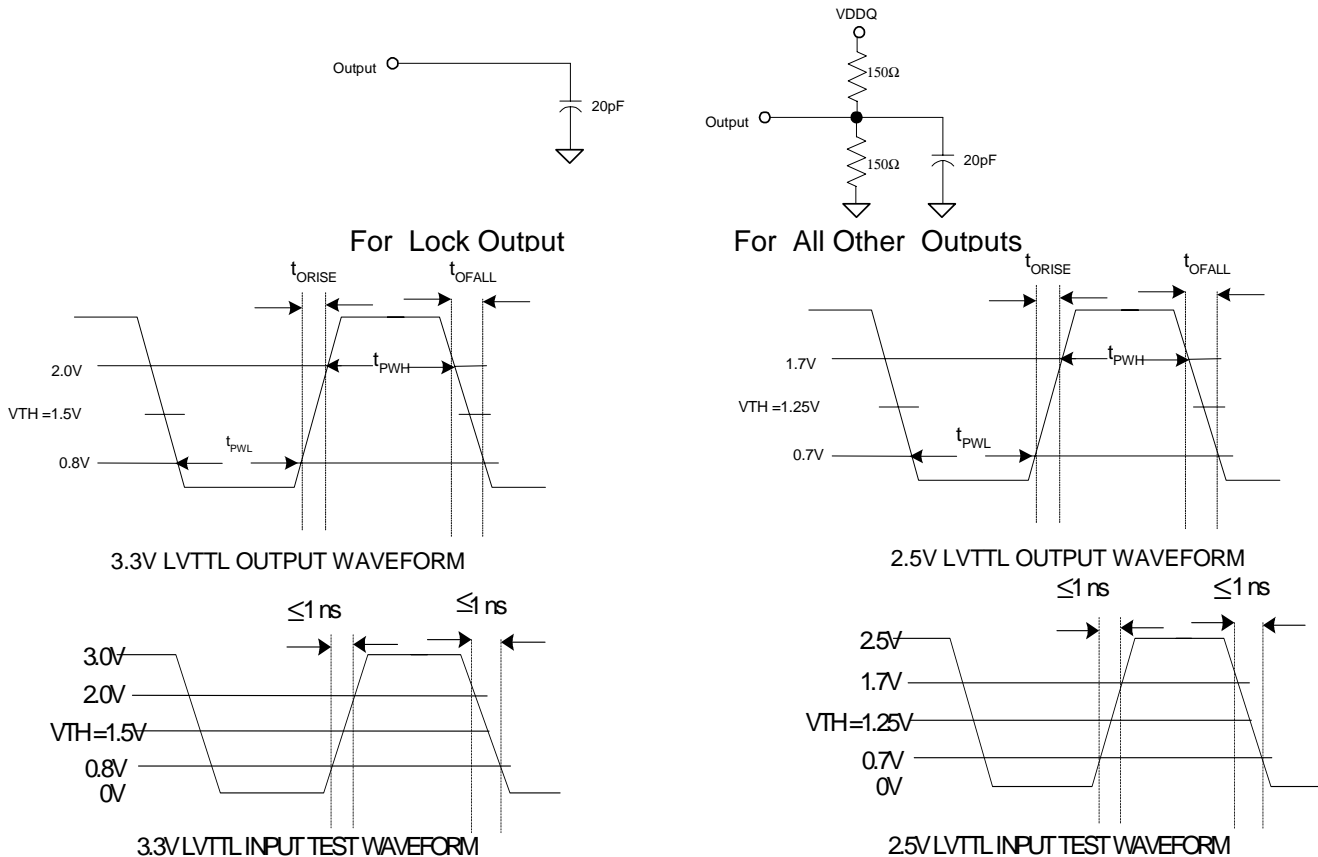 Output
20pF
VDDQ
150Ω
Output
150Ω
20pF
For Lock Output
For All Other Outputs
tORISE
tOFALL
2.0V
tPWH
VTH =1.5V
tPWL
0.8V
3.3V LVTTL OUTPUT WAVEFORM
tORISE
tOFALL
1.7V
tPWH
VTH =1.25V
tPWL
0.7V
2.5V LVTTL OUTPUT WAVEFORM
≤1 ns
≤1 ns
3.0V
2.0V
VTH =1.5V
0.8V
0V
3.3V LVTTL INPUT TEST WAVEFORM
≤1 ns
≤1 ns
2.5V
1.7V
VTH =1.25V
0.7V
0V
2.5V LVTTL INPUT TEST WAVEFORM